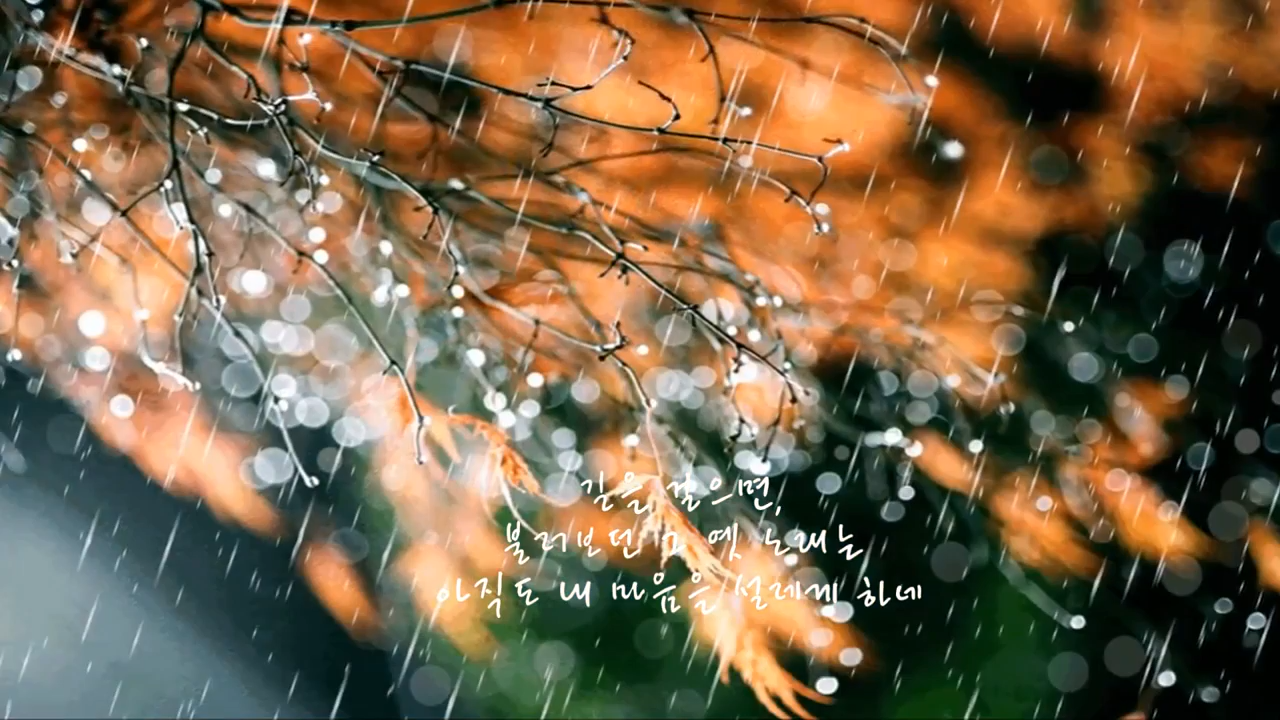 길을 걸으면,
불러보던 그 옛 노래는
아직도 내 마음을 설레게 하네